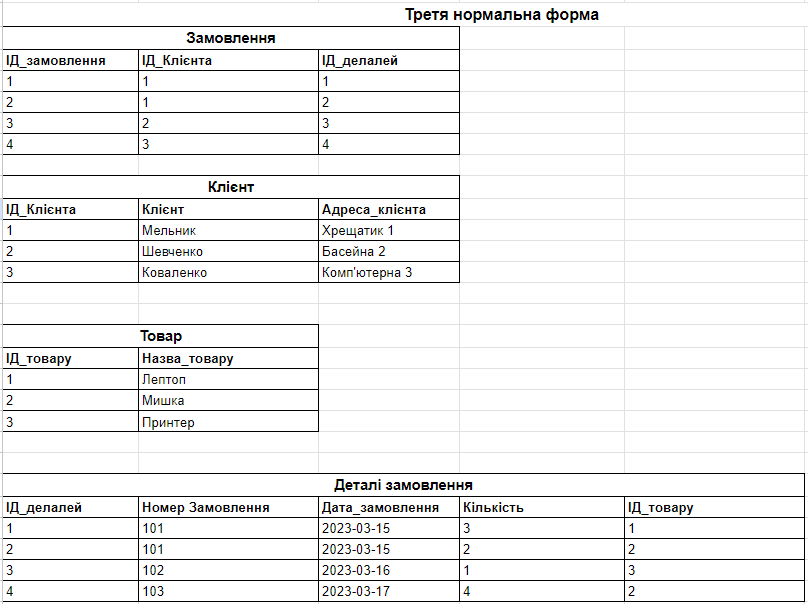 Третя нормальна форма
Замовлення
ІД_замовлення ІД_Клієнта ІД_делалей
1 1 1
2 1 2
3 2 3
4 3 4
Клієнт
ІД_Клієнта Клієнт Адреса_клієнта
1 Мельник Хрещатик 1
2 Шевченко Басейна 2
3 Коваленко Комп'ютерна 3
Товар
ІД_товару Назва_товару
1 Лептоп
2 Мишка
3 Принтер
Деталі замовлення
ІД_делалей Номер Замовлення Дата_замовлення Кількість ІД_товару
1 101 2023-03-15 3 1
2 101 2023-03-15 2 2
3 102 2023-03-16 1 3
4 103 2023-03-17 4 2